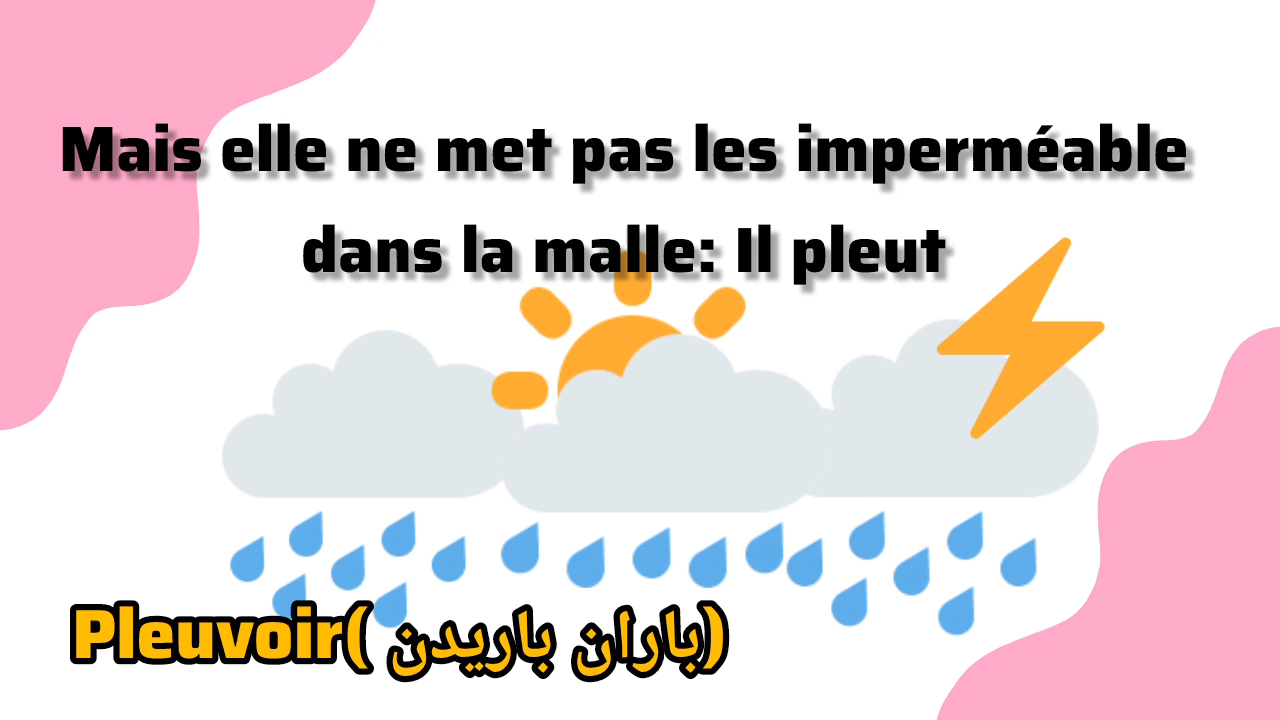 Mais elle ne met pas les imperméable
dans la malle: Il pleut
Pleuvoir( باران باریدن)